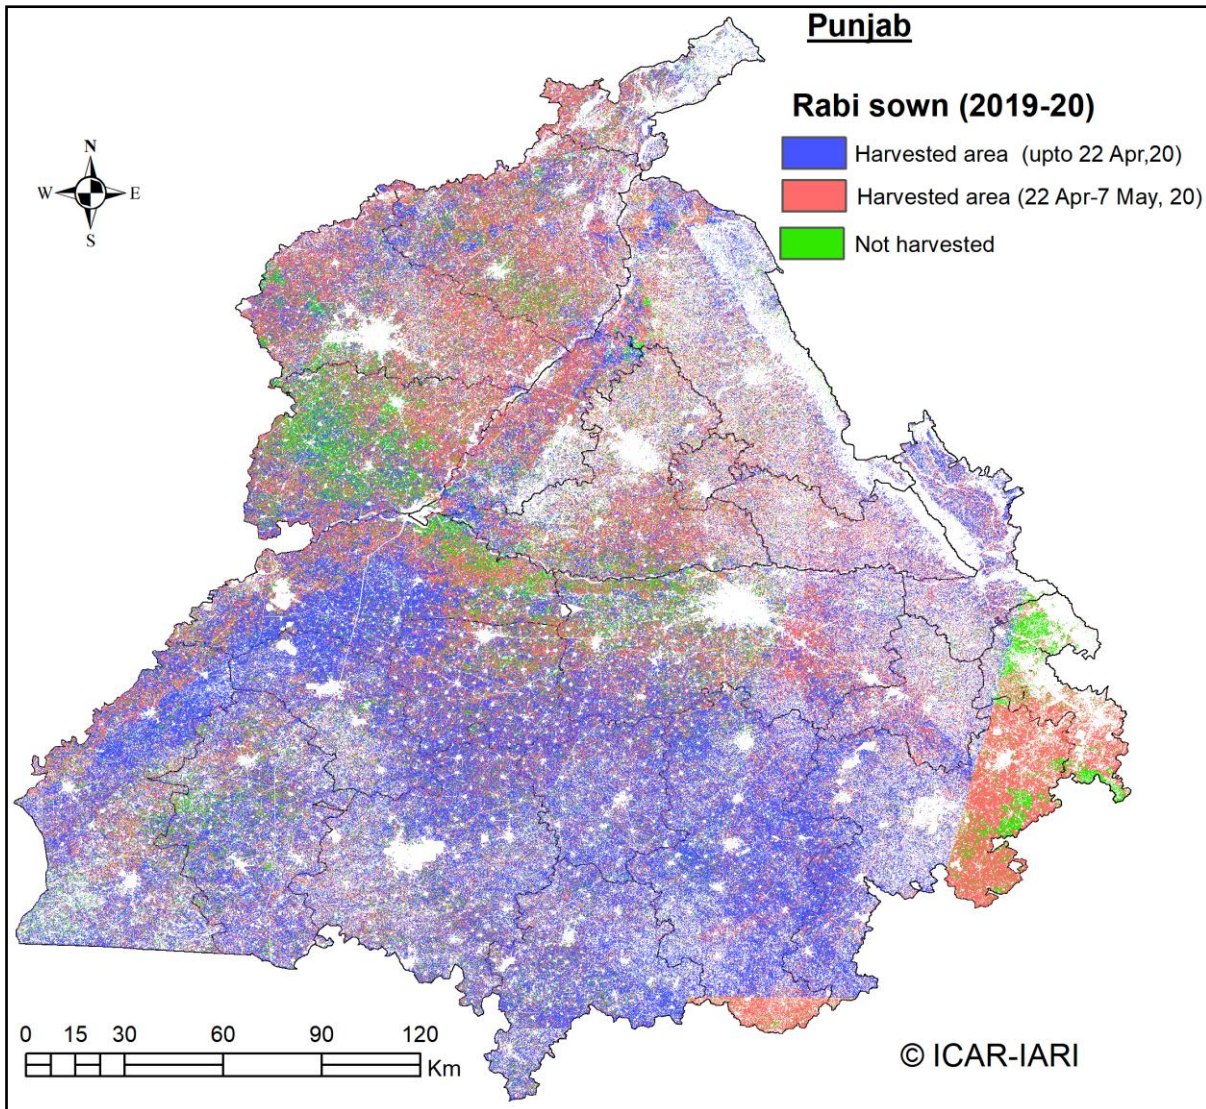 Punjab
Rabi sown (2019-20)
Harvested area (upto 22 Apr,20)
Harvested area (22 Apr-7 May, 20)
Not harvested
N
W E
S
0 15 30 60 90 120
Km
© ICAR-IARI